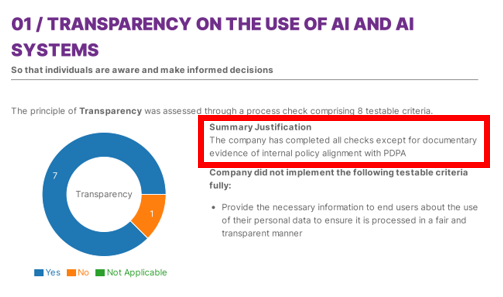 01 / TRANSPARENCY ON THE USE OF AI AND AI
SYSTEMS
So that individuals are aware and make informed decisions
The principle of Transparency was assessed through a process check comprising 8 testable criteria.
Summary Justification
The company has completed all checks except for documentary
evidence of internal policy alignment with PDPA
Company did not implement the following testable criteria
fully:
• Provide the necessary information to end users about the use
of their personal data to ensure it is processed in a fair and
transparent manner
7
Transparency
1
Yes No Not Applicable